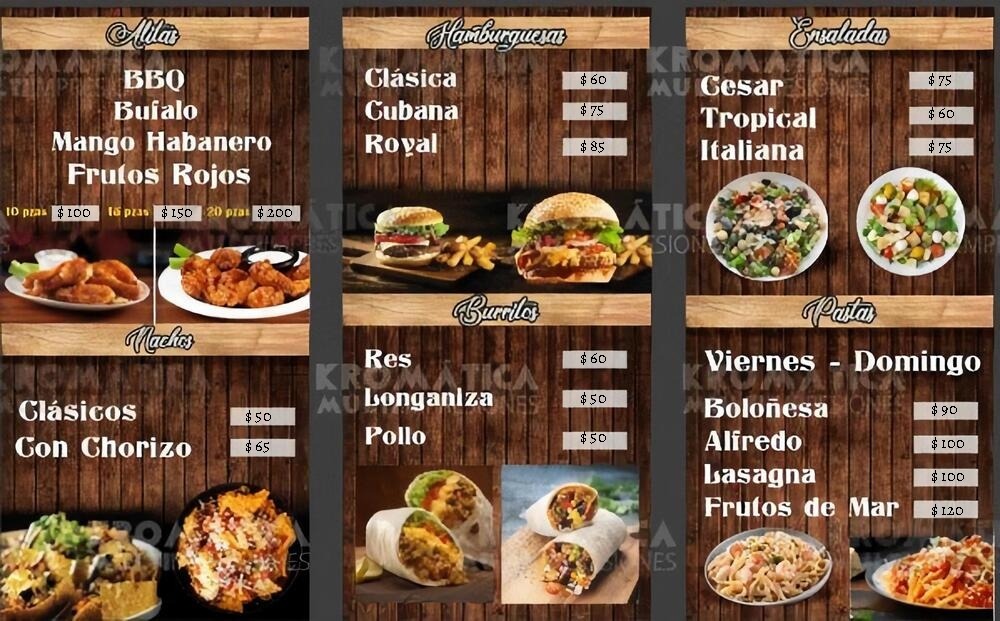 Alitas
BBQ
Bufalo
Mango Habanero
Frutos Rojos
10 pzas $100 15 pzas $150 20 pzas $200
Nachos
Clásicos $50
Con Chorizo $65
Hamburguesas
Clásica $60
Cubana $75
Royal $85
Burritos
Res $60
Longaniza $50
Pollo $50
Ensaladas
Cesar $75
Tropical $60
Italiana $75
Pastas
Viernes - Domingo
Boloñesa $90
Alfredo $100
Lasagna $100
Frutos de Mar $120
KROMÁTICA